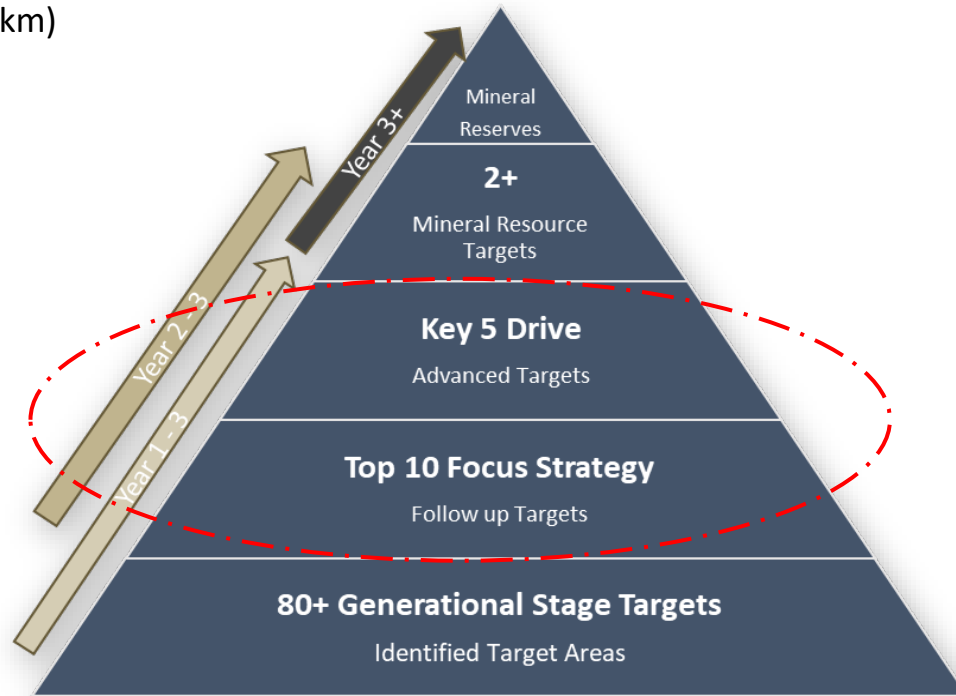 km)
Mineral
Reserves
Year 3+
2+
Mineral Resource
Targets
Year 2 - 3
Key 5 Drive
Advanced Targets
Year 1 - 3
Top 10 Focus Strategy
Follow up Targets
80+ Generational Stage Targets
Identified Target Areas